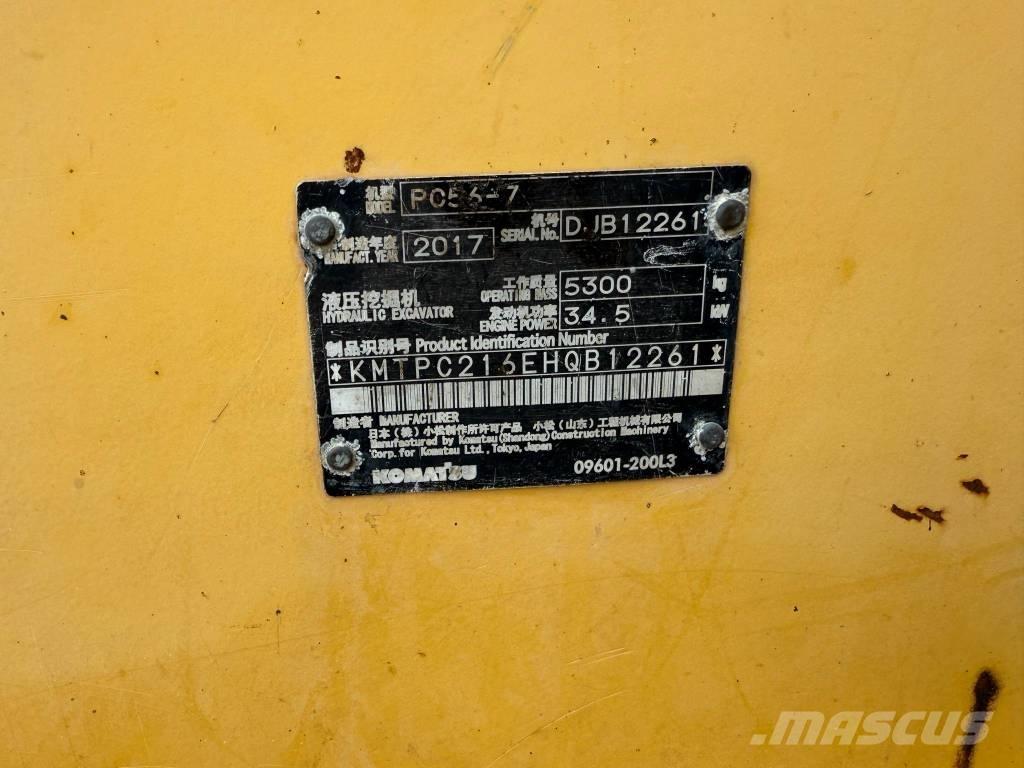 机型 MODEL PC56-7
机号 SERIAL No. DJB12261
制造年度 MANUFACT. YEAR 2017
工作质量 OPERATING MASS 5300 kg
液压挖掘机 HYDRAULIC EXCAVATOR
发动机功率 ENGINE POWER 34.5 kW
制品识别号 Product Identification Number
*KMTPC216EHQB12261*
制造者 MANUFACTURER
日本(株)小松制作所许可产品 小松(山东)工程机械有限公司
Manufactured by Komatsu (Shandong) Construction Machinery
Corp. for Komatsu Ltd., Tokyo, Japan
KOMATSU 09601-200L3
MASCUS